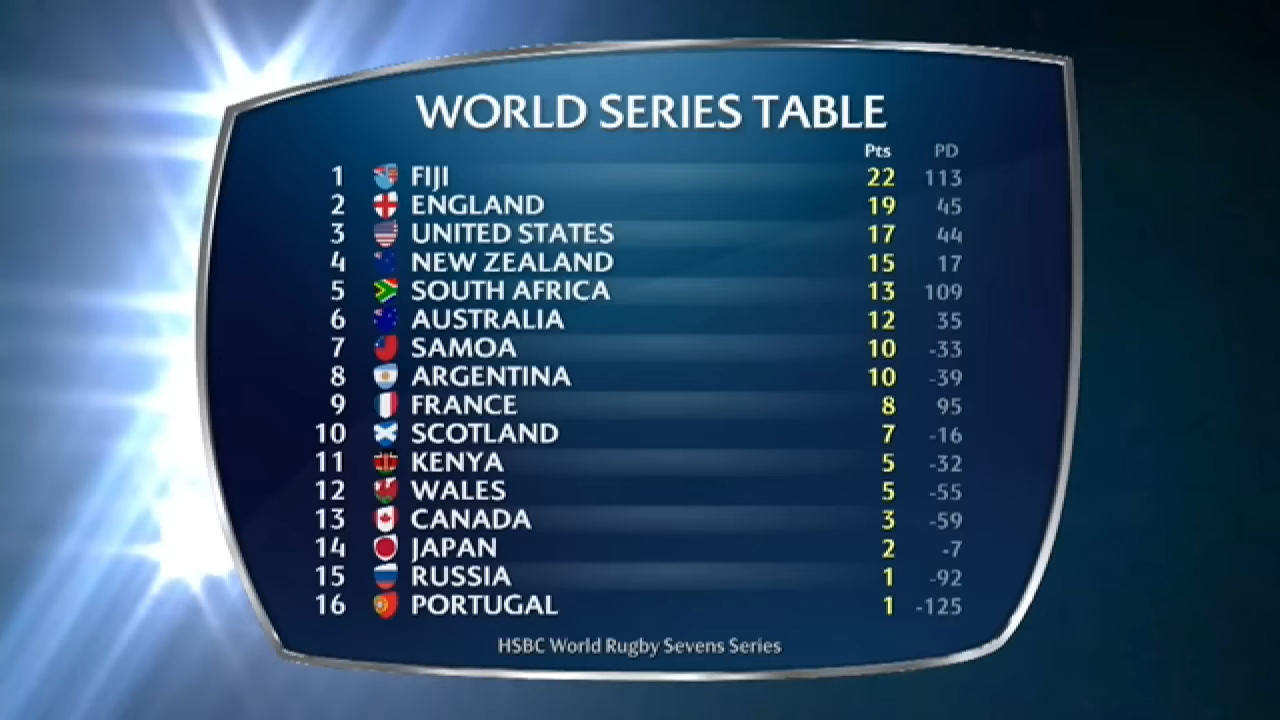 WORLD SERIES TABLE
Pts PD
1 FIJI 22 113
2 ENGLAND 19 45
3 UNITED STATES 17 44
4 NEW ZEALAND 15 17
5 SOUTH AFRICA 13 109
6 AUSTRALIA 12 35
7 SAMOA 10 -33
8 ARGENTINA 10 -39
9 FRANCE 8 95
10 SCOTLAND 7 -16
11 KENYA 5 -32
12 WALES 5 -55
13 CANADA 3 -59
14 JAPAN 2 -7
15 RUSSIA 1 -92
16 PORTUGAL 1 -125
HSBC World Rugby Sevens Series